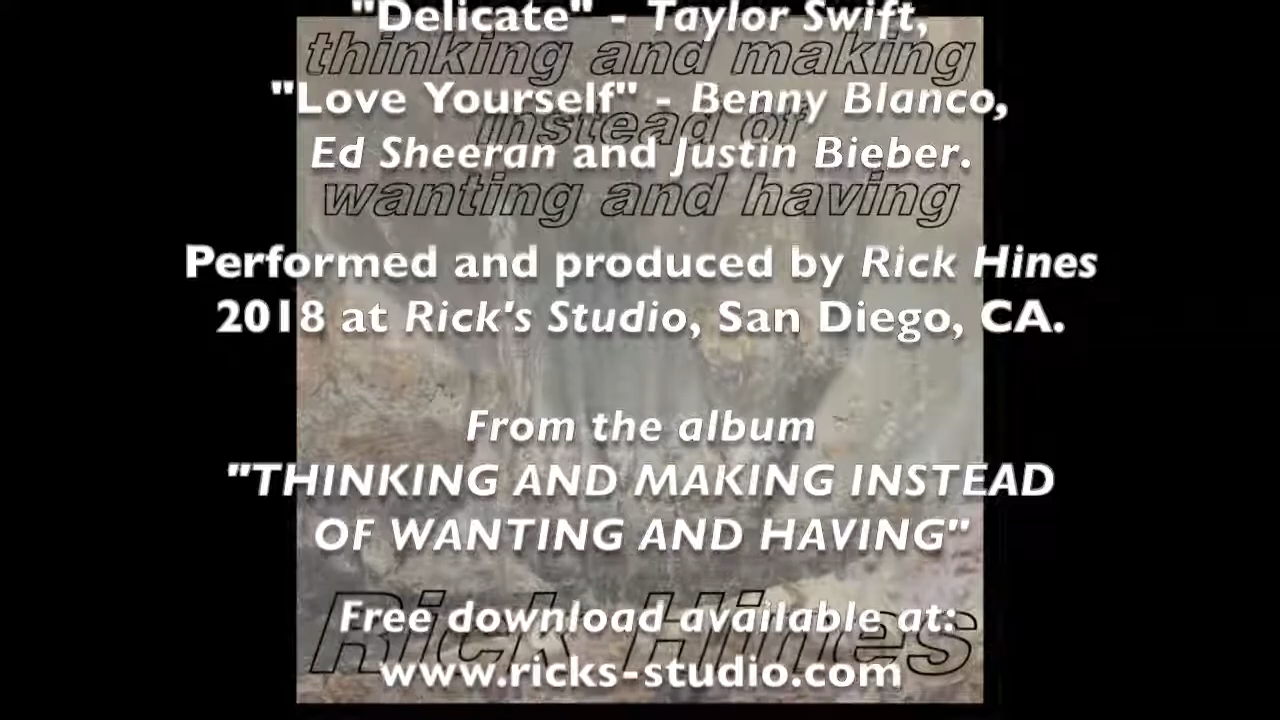 "Delicate" - Taylor Swift,
thinking and making
"Love Yourself" - Benny Blanco,
instead of
Ed Sheeran and Justin Bieber.
wanting and having
Performed and produced by Rick Hines
2018 at Rick's Studio, San Diego, CA.
From the album
"THINKING AND MAKING INSTEAD
OF WANTING AND HAVING"
Free download available at:
Rick Hines
www.ricks-studio.com